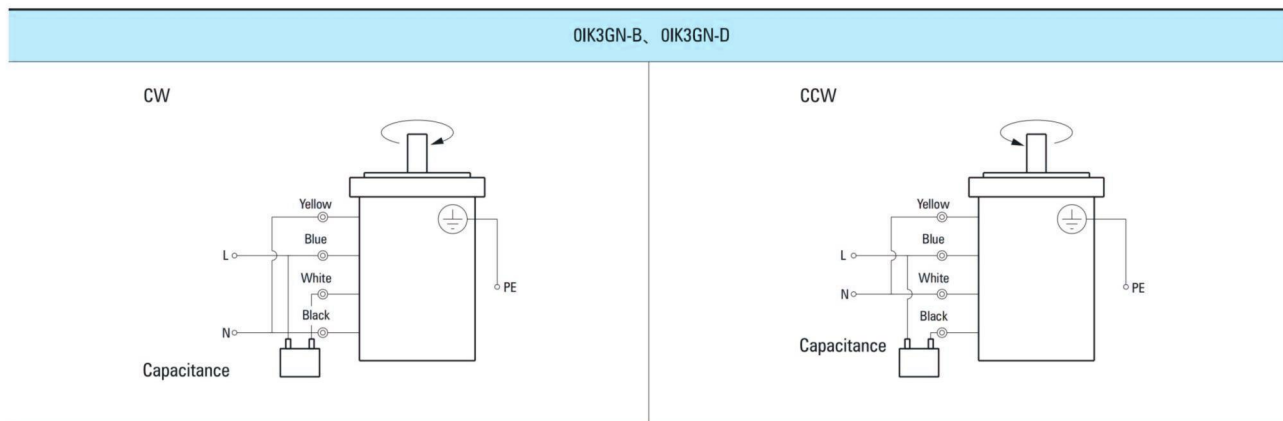 0IK3GN-B、0IK3GN-D
CW
Yellow
Blue
L
White
PE
Black
N
Capacitance
CCW
Yellow
Blue
L
White
N
PE
Black
Capacitance